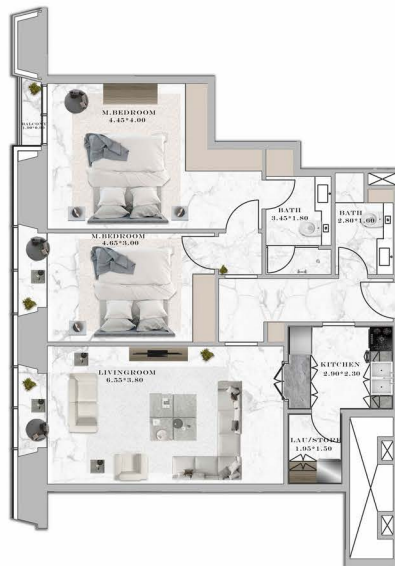 M.BEDROOM
4.45*4.00
BALCONY
BATH
3.45*1.80
BATH
2.80*1.60
M.BEDROOM
4.65*3.00
LIVINGROOM
6.55*3.80
KITCHEN
2.90*2.30
LAU/STORE
1.95*1.50